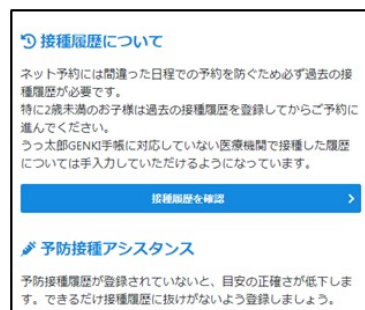 接種履歴について
ネット予約には間違った日程での予約を防ぐため必ず過去の接
種履歴が必要です。
特に2歳未満のお子様は過去の接種履歴を登録してからご予約に
進んでください。
うっ太郎GENKI手帳に対応していない医療機関で接種した履歴
については手入力していただけるようになっています。
接種履歴を確認
予防接種アシスタンス
予防接種履歴が登録されていないと、目安の正確さが低下しま
す。できるだけ接種履歴に抜けがないよう登録しましょう。